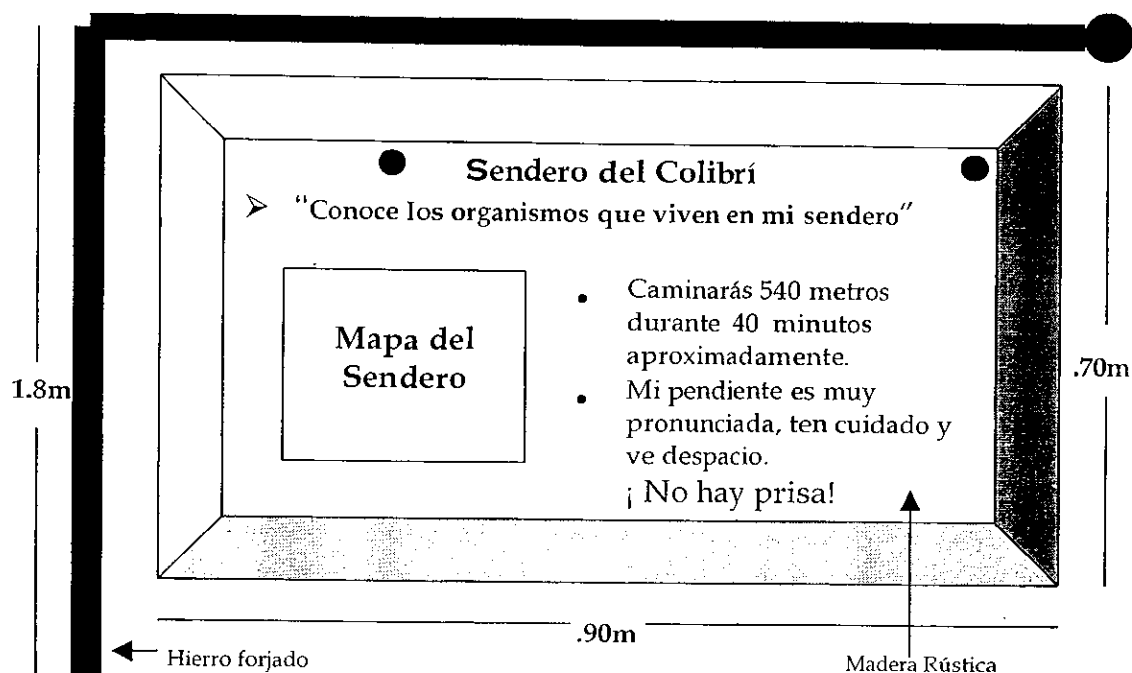 Sendero del Colibrí
"Conoce los organismos que viven en mi sendero"
Mapa del
Sendero
• Caminarás 540 metros
durante 40 minutos
aproximadamente.
• Mi pendiente es muy
pronunciada, ten cuidado y
ve despacio.
¡ No hay prisa!
1.8m
.70m
.90m
Hierro forjado
Madera Rústica